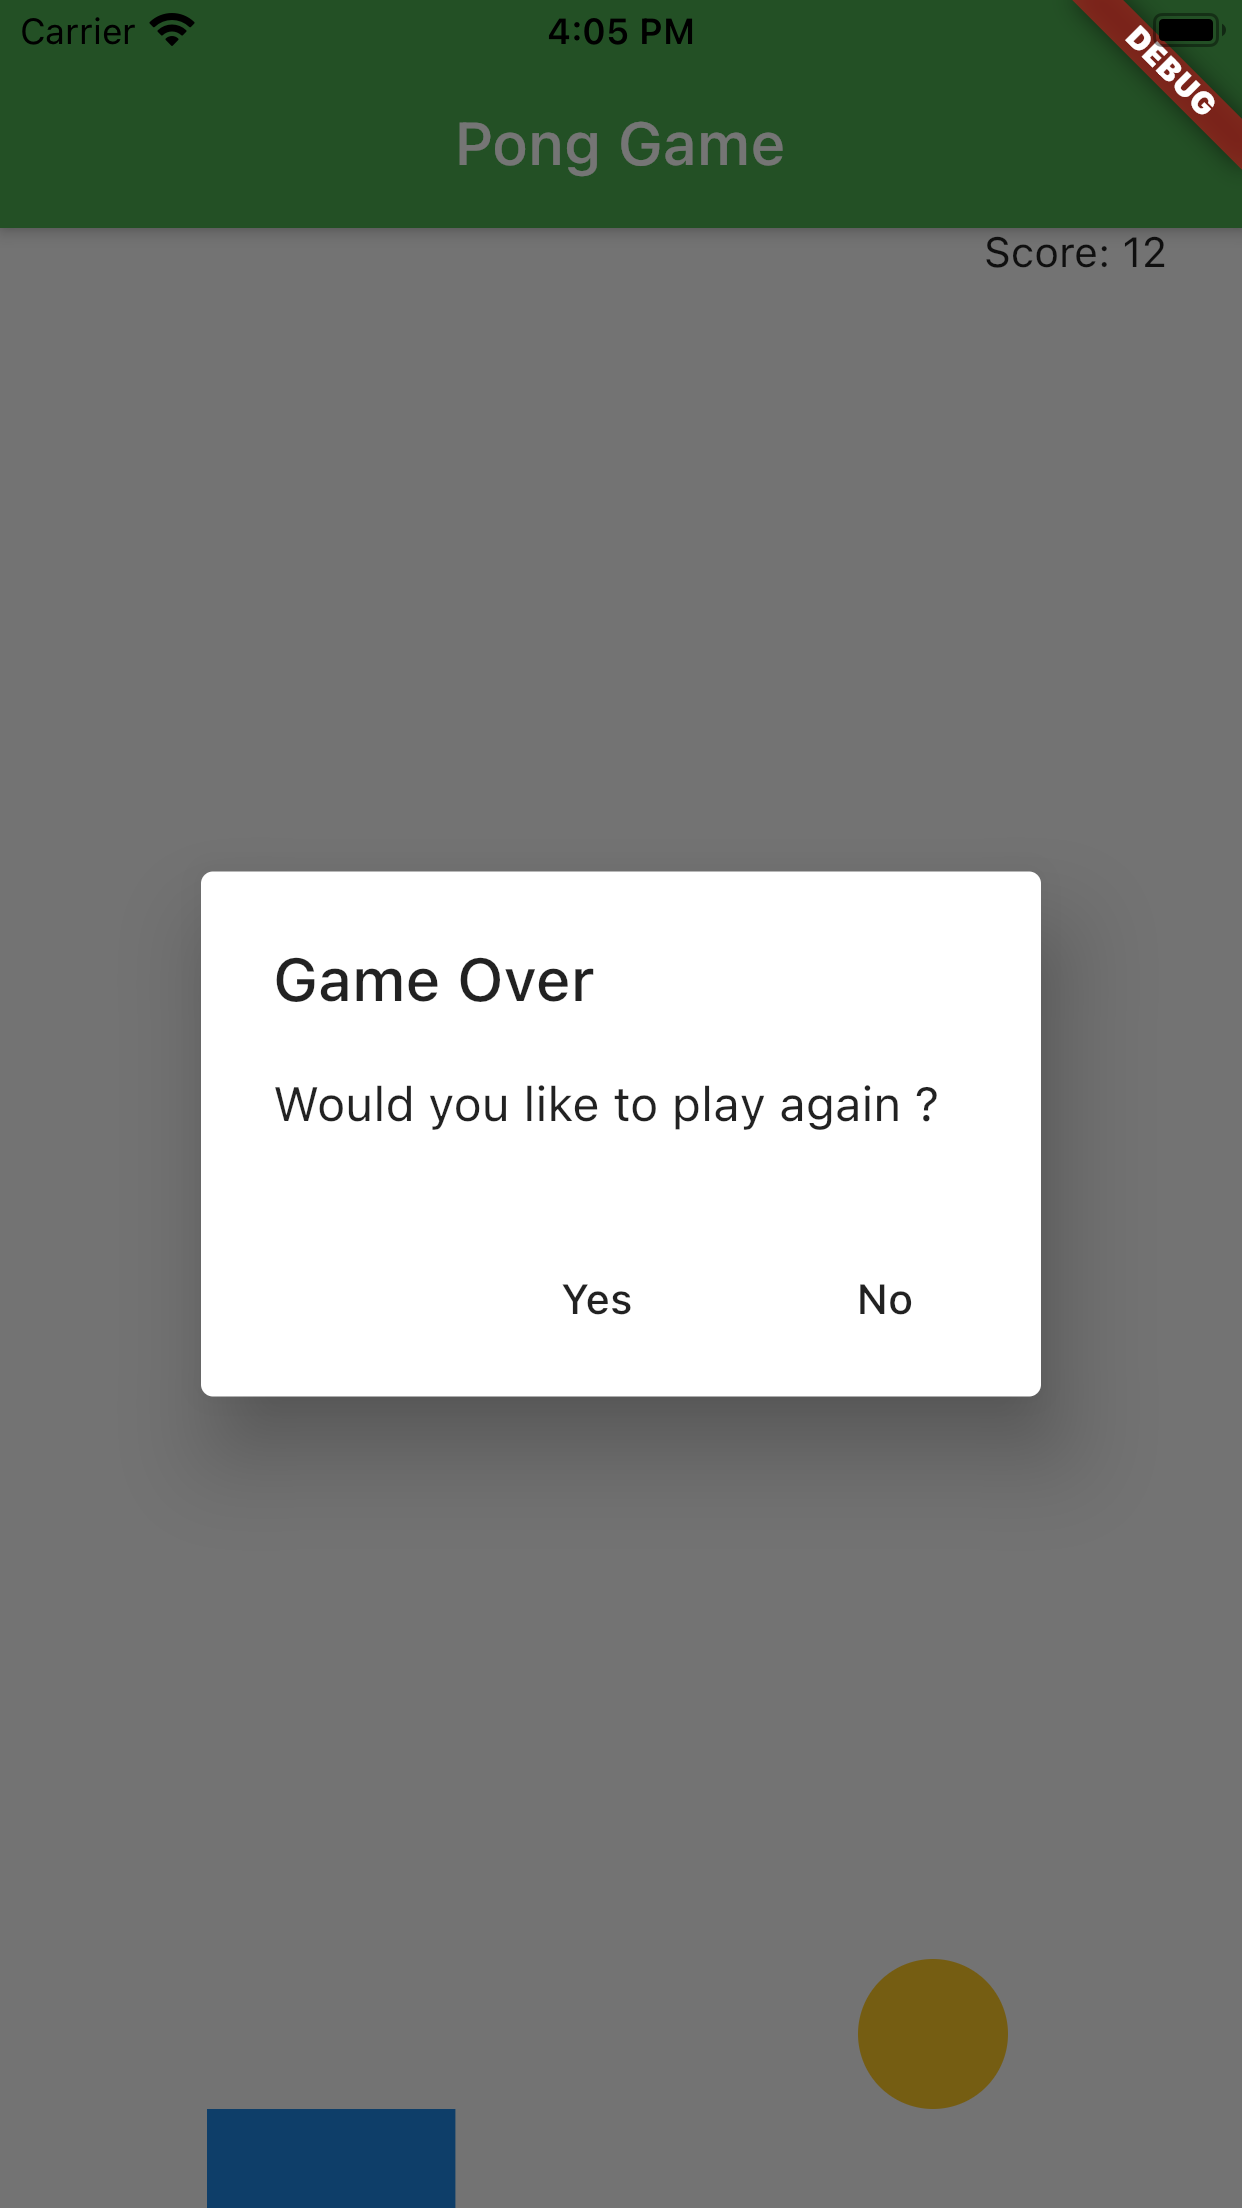 Carrier 4:05 PM
DEBUG
Pong Game
Score: 12
Game Over
Would you like to play again ?
Yes No